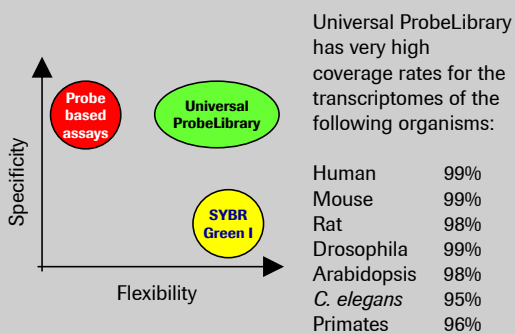 Universal ProbeLibrary
has very high
coverage rates for the
transcriptomes of the
following organisms:
Human 99%
Mouse 99%
Rat 98%
Drosophila 99%
Arabidopsis 98%
C. elegans 95%
Primates 96%
Specificity
Probe
based
assays
Universal
ProbeLibrary
SYBR
Green I
Flexibility